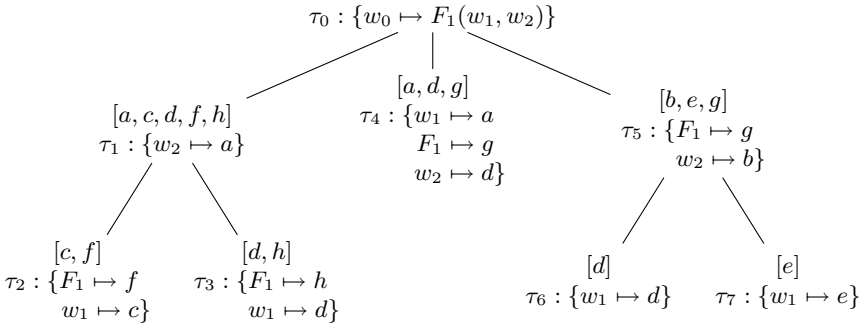 τ₀ : {w₀ ↦ F₁(w₁, w₂)}
[a, c, d, f, h]
τ₁ : {w₂ ↦ a}
[a, d, g]
τ₄ : {w₁ ↦ a
F₁ ↦ g
w₂ ↦ d}
[b, e, g]
τ₅ : {F₁ ↦ g
w₂ ↦ b}
[c, f]
τ₂ : {F₁ ↦ f
w₁ ↦ c}
[d, h]
τ₃ : {F₁ ↦ h
w₁ ↦ d}
[d]
τ₆ : {w₁ ↦ d}
[e]
τ₇ : {w₁ ↦ e}